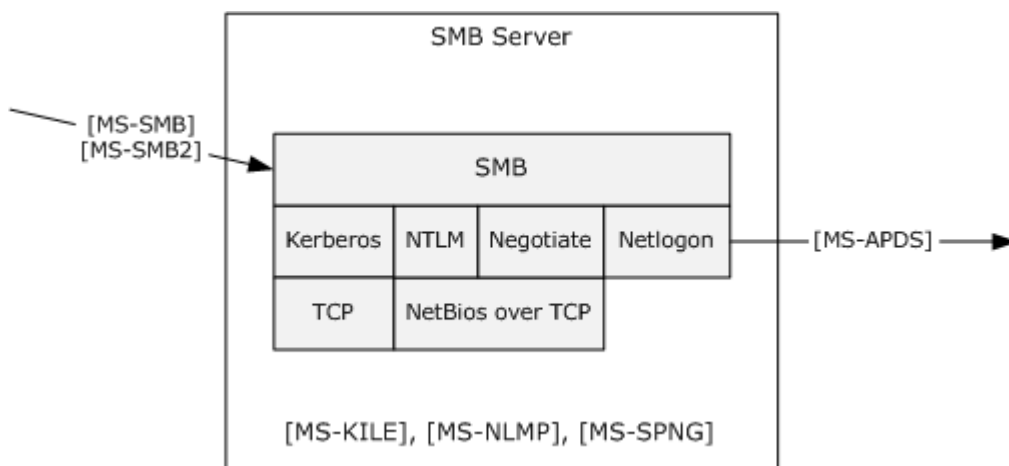 SMB Server
[MS-SMB]
[MS-SMB2]
SMB
Kerberos
NTLM
Negotiate
Netlogon
[MS-APDS]
TCP
NetBios over TCP
[MS-KILE], [MS-NLMP], [MS-SPNG]